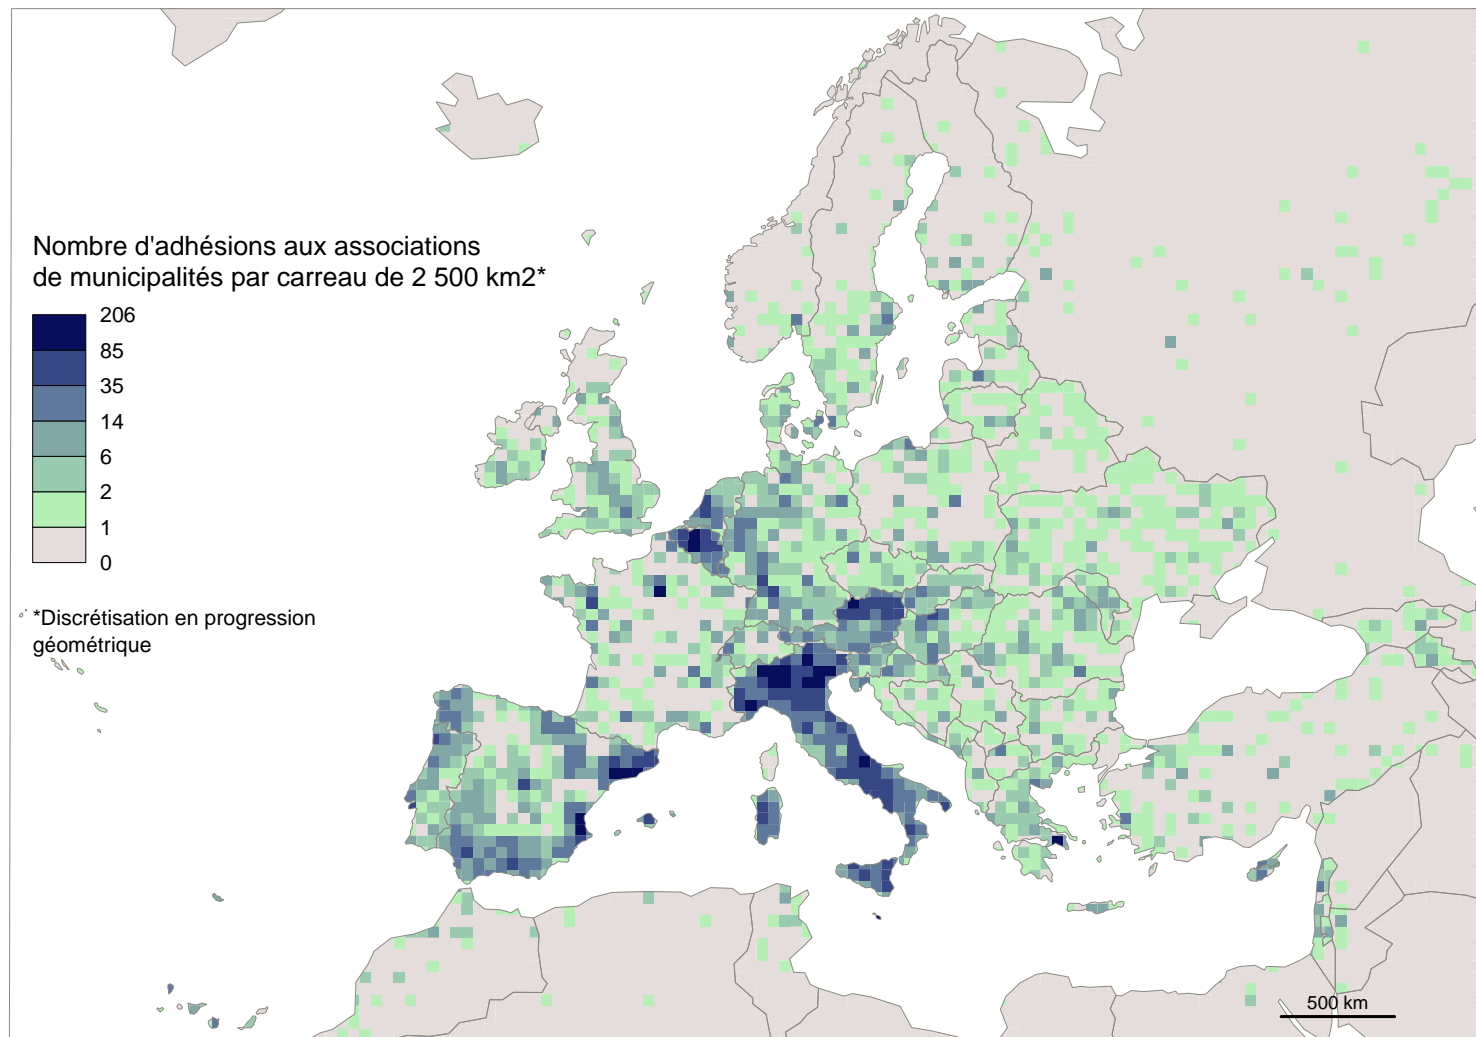 Nombre d'adhésions aux associations
de municipalités par carreau de 2 500 km2*
206
85
35
14
6
2
1
0
*Discrétisation en progression
géométrique
500 km